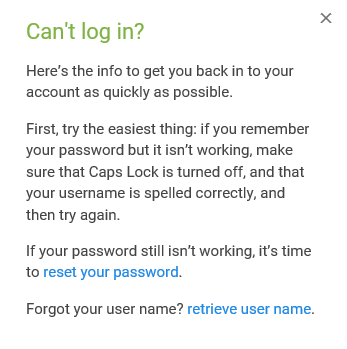 Can't log in?
Here's the info to get you back in to your
account as quickly as possible.
First, try the easiest thing: if you remember
your password but it isn't working, make
sure that Caps Lock is turned off, and that
your username is spelled correctly, and
then try again.
If your password still isn't working, it's time
to reset your password.
Forgot your user name? retrieve user name.